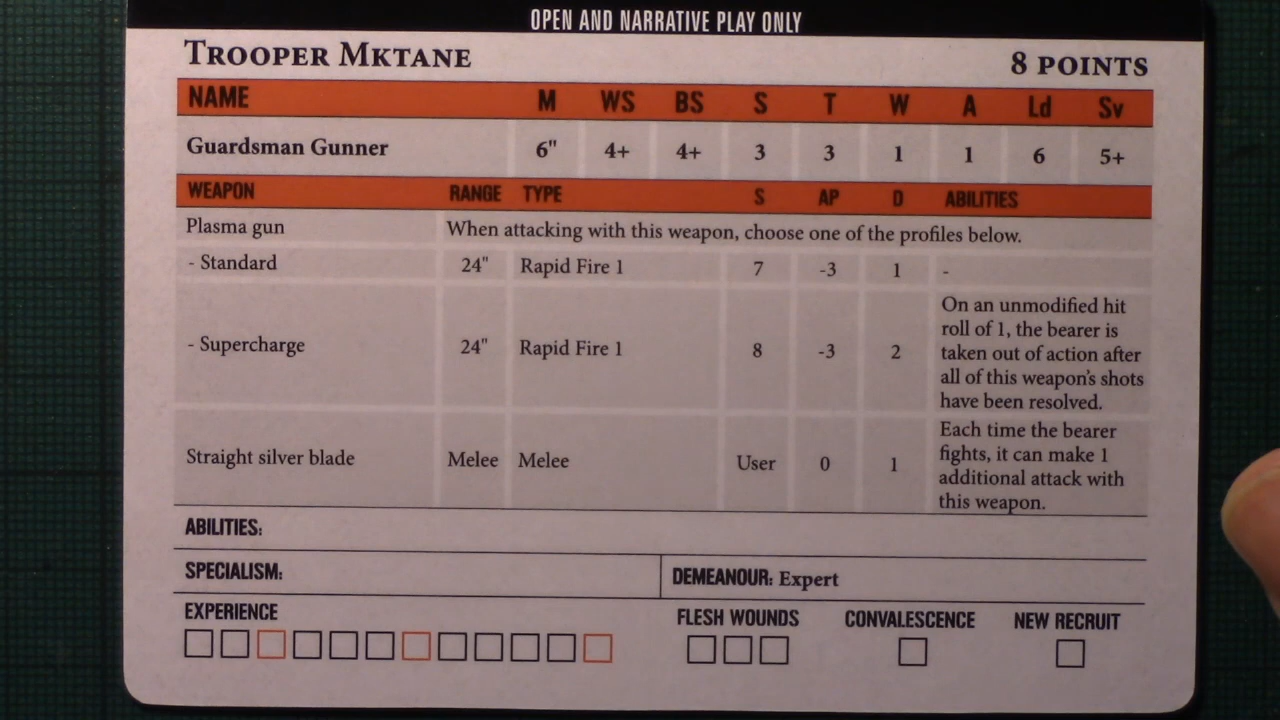 OPEN AND NARRATIVE PLAY ONLY
TROOPER MKTANE 8 POINTS
NAME M WS BS S T W A Ld Sv
Guardsman Gunner 6" 4+ 4+ 3 3 1 1 6 5+
WEAPON RANGE TYPE S AP D ABILITIES
Plasma gun When attacking with this weapon, choose one of the profiles below.
- Standard 24" Rapid Fire 1 7 -3 1 -
- Supercharge 24" Rapid Fire 1 8 -3 2
On an unmodified hit
roll of 1, the bearer is
taken out of action after
all of this weapon's shots
have been resolved.
Straight silver blade Melee Melee User 0 1
Each time the bearer
fights, it can make 1
additional attack with
this weapon.
ABILITIES:
SPECIALISM: DEMEANOUR: Expert
EXPERIENCE FLESH WOUNDS CONVALESCENCE NEW RECRUIT